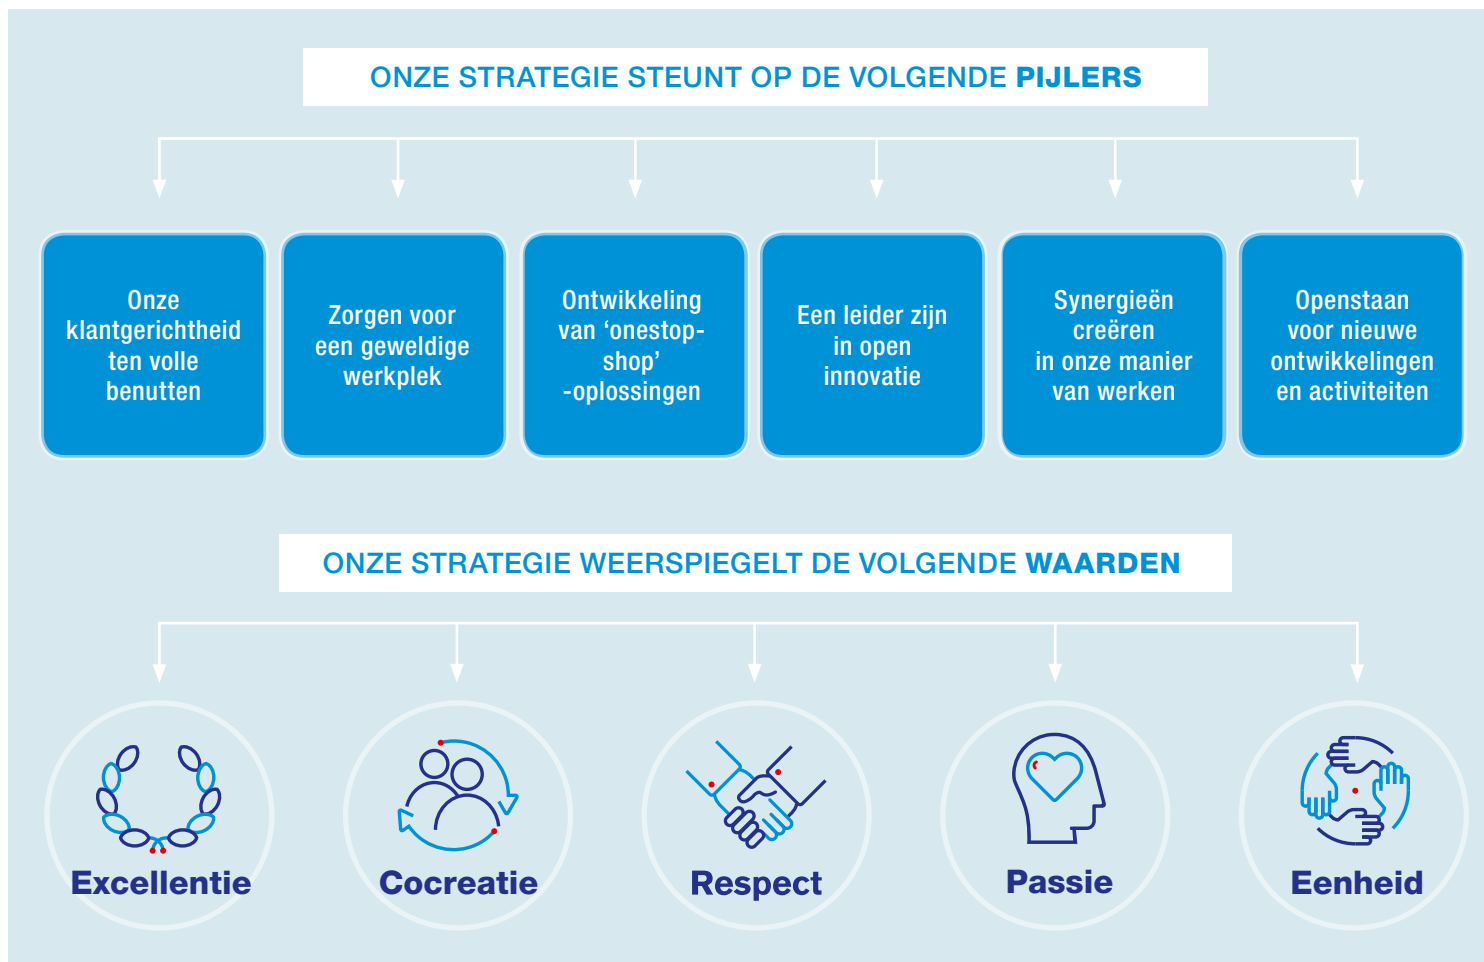 ONZE STRATEGIE STEUNT OP DE VOLGENDE PIJLERS
Onze
klantgerichtheid
ten volle
benutten
Zorgen voor
een geweldige
werkplek
Ontwikkeling
van ‘onestop-
shop’
-oplossingen
Een leider zijn
in open
innovatie
Synergieën
creëren
in onze manier
van werken
Openstaan
voor nieuwe
ontwikkelingen
en activiteiten
ONZE STRATEGIE WEERSPIEGELT DE VOLGENDE WAARDEN
Excellentie
Cocreatie
Respect
Passie
Eenheid